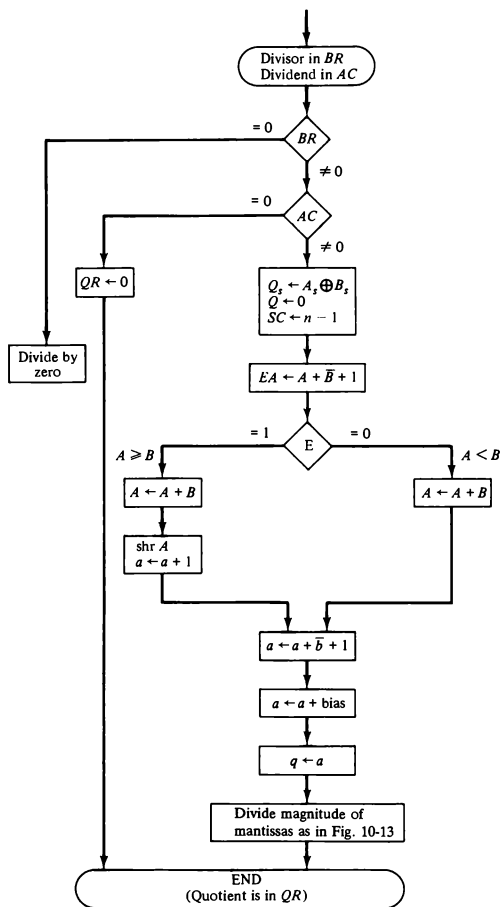 Divisor in BR
Dividend in AC
= 0
BR
≠ 0
= 0
AC
≠ 0
QR ← 0
Qₛ ← Aₛ ⊕ Bₛ
Q ← 0
SC ← n − 1
Divide by
zero
EA ← A + B̅ + 1
= 1
E
= 0
A ⩾ B
A < B
A ← A + B
A ← A + B
shr A
a ← a + 1
a ← a + b̅ + 1
a ← a + bias
q ← a
Divide magnitude of
mantissas as in Fig. 10-13
END
(Quotient is in QR)